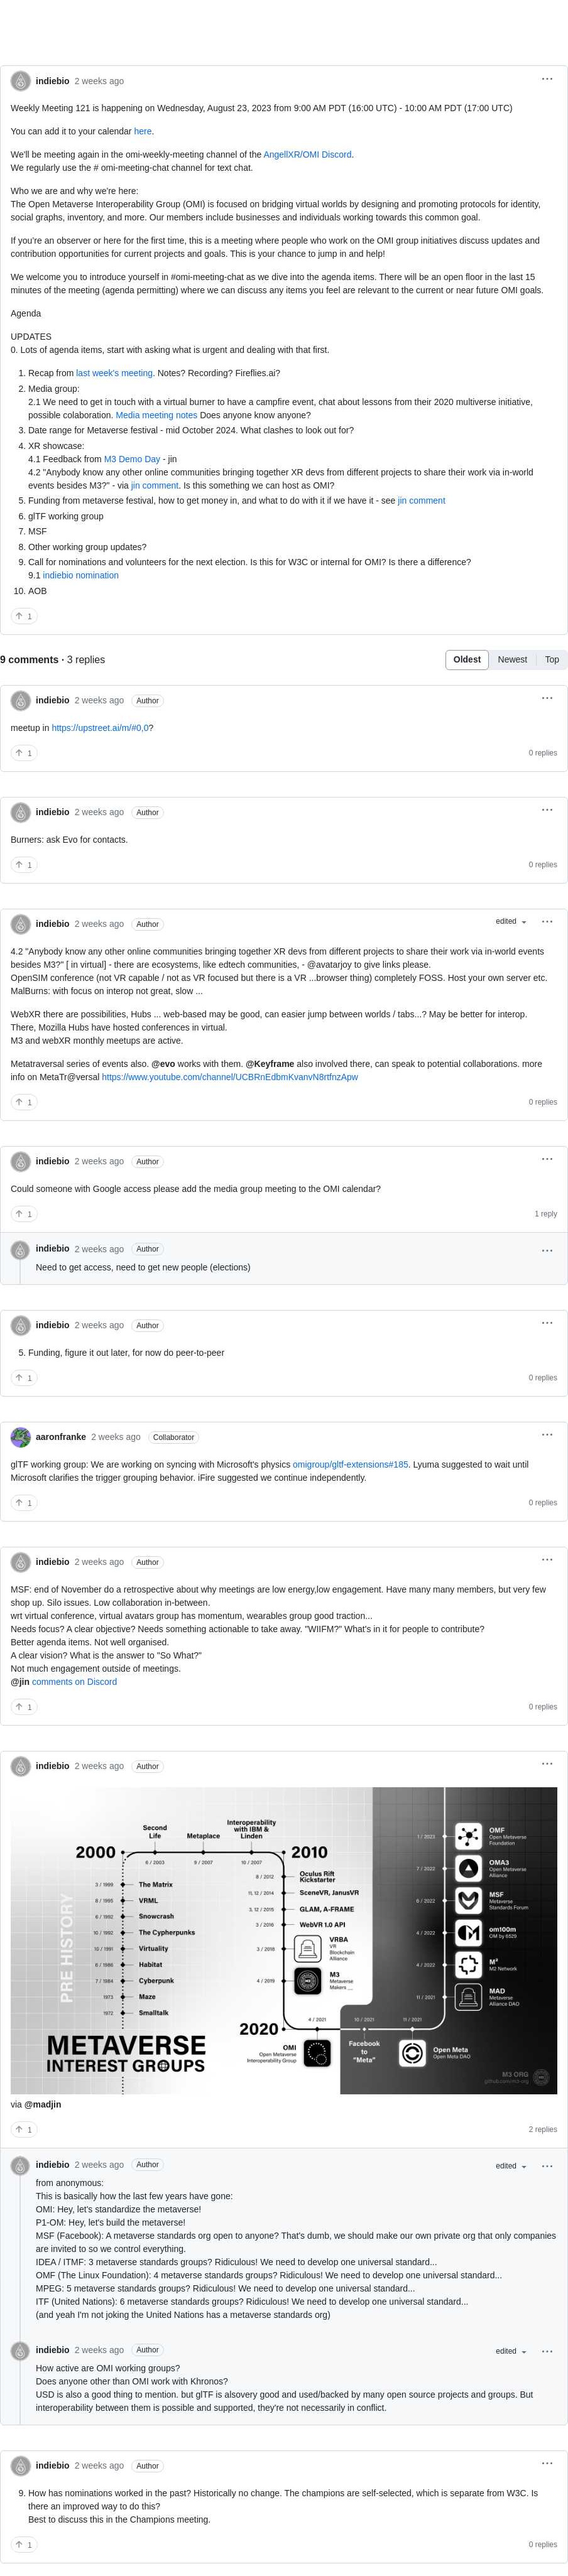 indiebio 2 weeks ago
Weekly Meeting 121 is happening on Wednesday, August 23, 2023 from 9:00 AM PDT (16:00 UTC) - 10:00 AM PDT (17:00 UTC)
You can add it to your calendar here.
We'll be meeting again in the omi-weekly-meeting channel of the AngellXR/OMI Discord.
We regularly use the # omi-meeting-chat channel for text chat.
Who we are and why we're here:
The Open Metaverse Interoperability Group (OMI) is focused on bridging virtual worlds by designing and promoting protocols for identity,
social graphs, inventory, and more. Our members include businesses and individuals working towards this common goal.
If you're an observer or here for the first time, this is a meeting where people who work on the OMI group initiatives discuss updates and
contribution opportunities for current projects and goals. This is your chance to jump in and help!
We welcome you to introduce yourself in #omi-meeting-chat as we dive into the agenda items. There will be an open floor in the last 15
minutes of the meeting (agenda permitting) where we can discuss any items you feel are relevant to the current or near future OMI goals.
Agenda
UPDATES
0. Lots of agenda items, start with asking what is urgent and dealing with that first.
1. Recap from last week's meeting. Notes? Recording? Fireflies.ai?
2. Media group:
2.1 We need to get in touch with a virtual burner to have a campfire event, chat about lessons from their 2020 multiverse initiative,
possible colaboration. Media meeting notes Does anyone know anyone?
3. Date range for Metaverse festival - mid October 2024. What clashes to look out for?
4. XR showcase:
4.1 Feedback from M3 Demo Day - jin
4.2 "Anybody know any other online communities bringing together XR devs from different projects to share their work via in-world
events besides M3?" - via jin comment. Is this something we can host as OMI?
5. Funding from metaverse festival, how to get money in, and what to do with it if we have it - see jin comment
6. glTF working group
7. MSF
8. Other working group updates?
9. Call for nominations and volunteers for the next election. Is this for W3C or internal for OMI? Is there a difference?
9.1 indiebio nomination
10. AOB
1
9 comments · 3 replies
Oldest Newest Top
indiebio 2 weeks ago Author
meetup in https://upstreet.ai/m/#0,0?
1 0 replies
indiebio 2 weeks ago Author
Burners: ask Evo for contacts.
1 0 replies
indiebio 2 weeks ago Author edited
4.2 "Anybody know any other online communities bringing together XR devs from different projects to share their work via in-world events
besides M3?" [ in virtual] - there are ecosystems, like edtech communities, - @avatarjoy to give links please.
OpenSIM conference (not VR capable / not as VR focused but there is a VR ...browser thing) completely FOSS. Host your own server etc.
MalBurns: with focus on interop not great, slow ...
WebXR there are possibilities, Hubs ... web-based may be good, can easier jump between worlds / tabs...? May be better for interop.
There, Mozilla Hubs have hosted conferences in virtual.
M3 and webXR monthly meetups are active.
Metatraversal series of events also. @evo works with them. @Keyframe also involved there, can speak to potential collaborations. more
info on MetaTr@versal https://www.youtube.com/channel/UCBRnEdbmKvanvN8rtfnzApw
1 0 replies
indiebio 2 weeks ago Author
Could someone with Google access please add the media group meeting to the OMI calendar?
1 1 reply
indiebio 2 weeks ago Author
Need to get access, need to get new people (elections)
indiebio 2 weeks ago Author
5. Funding, figure it out later, for now do peer-to-peer
1 0 replies
aaronfranke 2 weeks ago Collaborator
glTF working group: We are working on syncing with Microsoft's physics omigroup/gltf-extensions#185. Lyuma suggested to wait until
Microsoft clarifies the trigger grouping behavior. iFire suggested we continue independently.
1 0 replies
indiebio 2 weeks ago Author
MSF: end of November do a retrospective about why meetings are low energy,low engagement. Have many many members, but very few
shop up. Silo issues. Low collaboration in-between.
wrt virtual conference, virtual avatars group has momentum, wearables group good traction...
Needs focus? A clear objective? Needs something actionable to take away. "WIIFM?" What's in it for people to contribute?
Better agenda items. Not well organised.
A clear vision? What is the answer to "So What?"
Not much engagement outside of meetings.
@jin comments on Discord
1 0 replies
indiebio 2 weeks ago Author
PRE HISTORY
2000
Second
Life
6 / 2003
Metaplace
9 / 2007
Interoperability
with IBM &
Linden
10 / 2007
2010
3 / 1999 The Matrix
8 / 1995 VRML
6 / 1992 Snowcrash
10 / 1992 The Cypherpunks
10 / 1991 Virtuality
6 / 1986 Habitat
7 / 1984 Cyberpunk
1973 Maze
1972 Smalltalk
8 / 2012 Oculus Rift
Kickstarter
11, 12 / 2014 SceneVR, JanusVR
3, 12 / 2015 GLAM, A-FRAME
3 / 2016 WebVR 1.0 API
3 / 2018 VRBA
VR
Blockchain
Alliance
4 / 2019 M3
Metaverse
Makers __
2020
METAVERSE
INTEREST GROUPS
4 / 2021
OMI
Open Metaverse
Interoperability Group
10 / 2021
Facebook
to
"Meta"
11 / 2021
Open Meta
Open Meta DAO
1 / 2023 OMF
Open Metaverse
Foundation
7 / 2022 OMA3
Open Metaverse
Alliance
6 / 2022 MSF
Metaverse
Standards Forum
4 / 2022 om100m
OM by 6529
4 / 2022 M²
M2 Network
11 / 2021 MAD
Metaverse
Alliance DAO
M3 ORG
via @madjin
1 2 replies
indiebio 2 weeks ago Author edited
from anonymous:
This is basically how the last few years have gone:
OMI: Hey, let's standardize the metaverse!
P1-OM: Hey, let's build the metaverse!
MSF (Facebook): A metaverse standards org open to anyone? That's dumb, we should make our own private org that only companies
are invited to so we control everything.
IDEA / ITMF: 3 metaverse standards groups? Ridiculous! We need to develop one universal standard...
OMF (The Linux Foundation): 4 metaverse standards groups? Ridiculous! We need to develop one universal standard...
MPEG: 5 metaverse standards groups? Ridiculous! We need to develop one universal standard...
ITF (United Nations): 6 metaverse standards groups? Ridiculous! We need to develop one universal standard...
(and yeah I'm not joking the United Nations has a metaverse standards org)
indiebio 2 weeks ago Author edited
How active are OMI working groups?
Does anyone other than OMI work with Khronos?
USD is also a good thing to mention. but glTF is alsovery good and used/backed by many open source projects and groups. But
interoperability between them is possible and supported, they're not necessarily in conflict.
indiebio 2 weeks ago Author
9. How has nominations worked in the past? Historically no change. The champions are self-selected, which is separate from W3C. Is
there an improved way to do this?
Best to discuss this in the Champions meeting.
1 0 replies